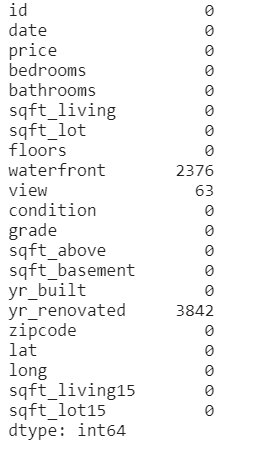 id 0
date 0
price 0
bedrooms 0
bathrooms 0
sqft_living 0
sqft_lot 0
floors 0
waterfront 2376
view 63
condition 0
grade 0
sqft_above 0
sqft_basement 0
yr_built 0
yr_renovated 3842
zipcode 0
lat 0
long 0
sqft_living15 0
sqft_lot15 0
dtype: int64